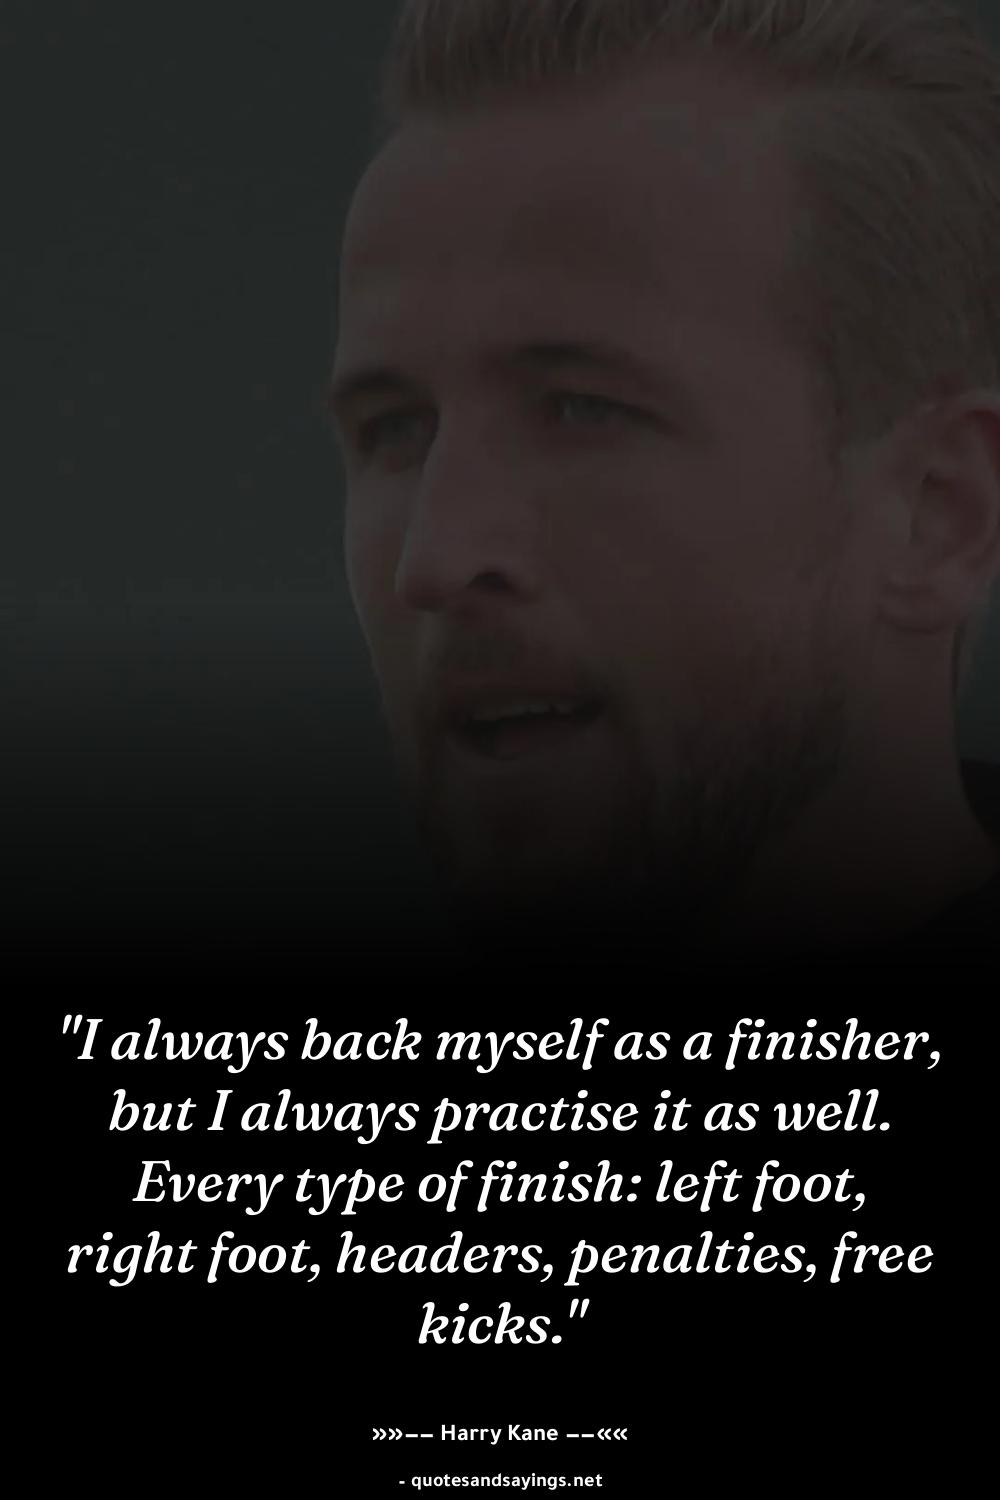 "I always back myself as a finisher,
but I always practise it as well.
Every type of finish: left foot,
right foot, headers, penalties, free
kicks."
»»−− Harry Kane −−««
- quotesandsayings.net